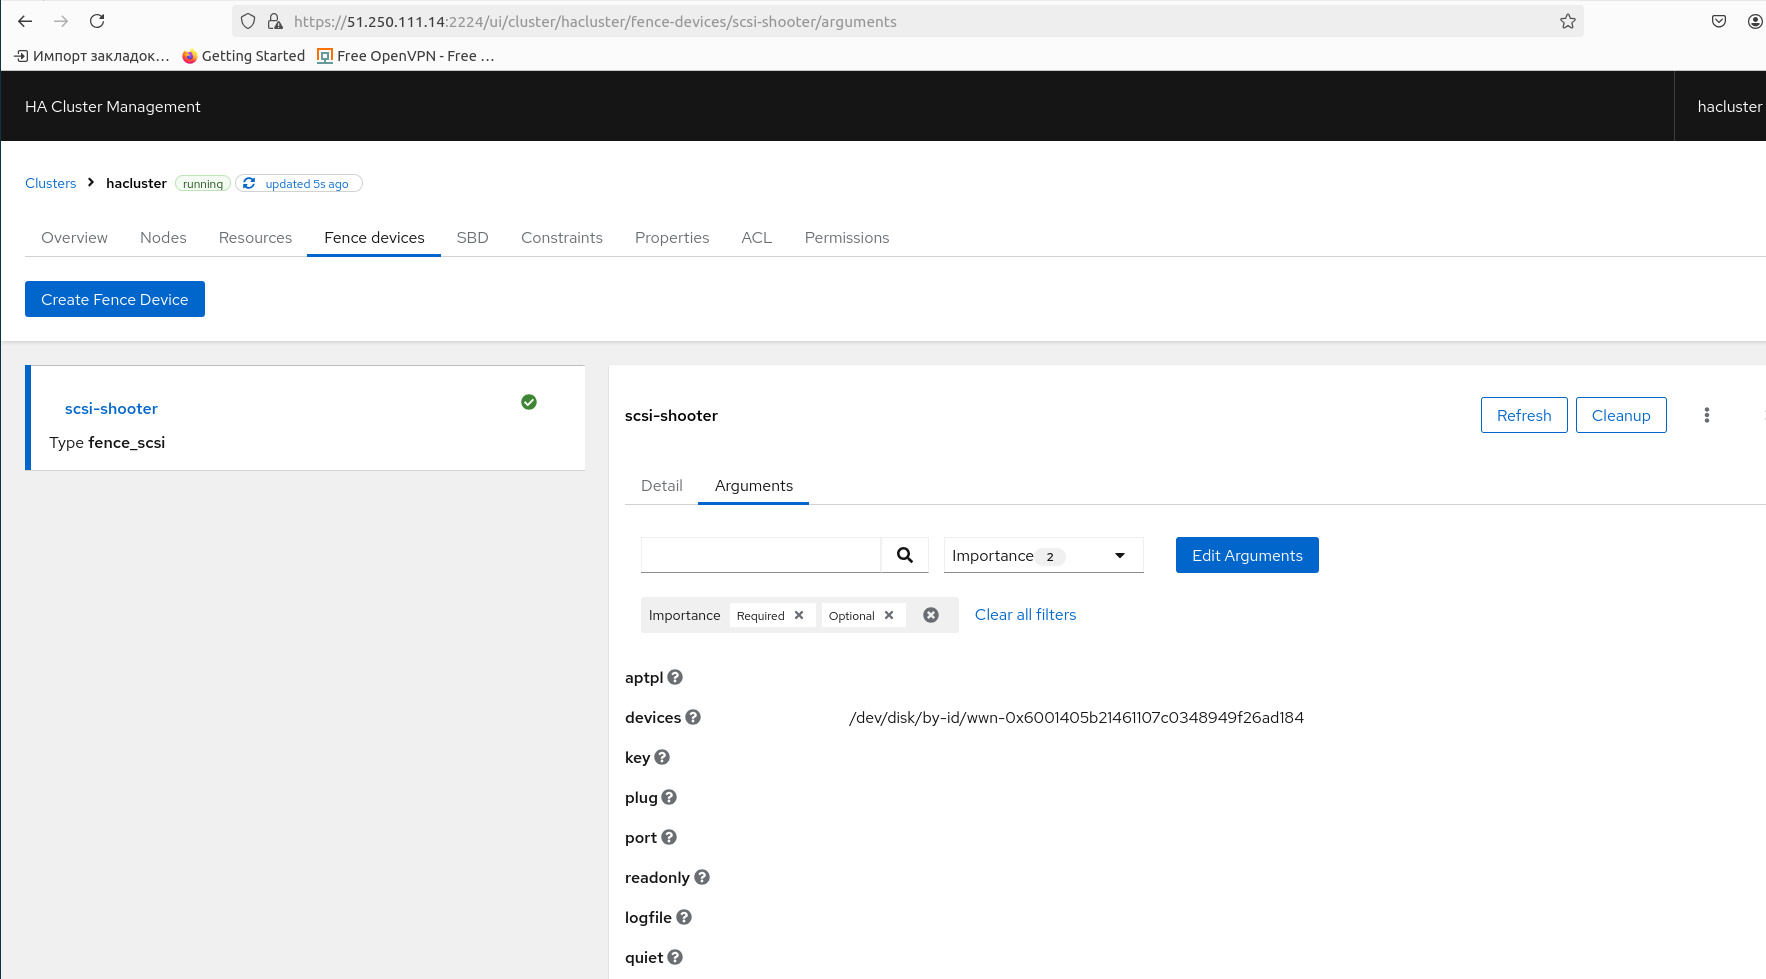 https://51.250.111.14:2224/ui/cluster/hacluster/fence-devices/scsi-shooter/arguments
Импорт закладок… Getting Started Free OpenVPN - Free …
HA Cluster Management hacluster
Clusters hacluster running updated 5s ago
Overview Nodes Resources Fence devices SBD Constraints Properties ACL Permissions
Create Fence Device
scsi-shooter
Type fence_scsi
scsi-shooter Refresh Cleanup
Detail Arguments
Importance 2 Edit Arguments
Importance Required Optional Clear all filters
aptpl
devices /dev/disk/by-id/wwn-0x6001405b21461107c0348949f26ad184
key
plug
port
readonly
logfile
quiet